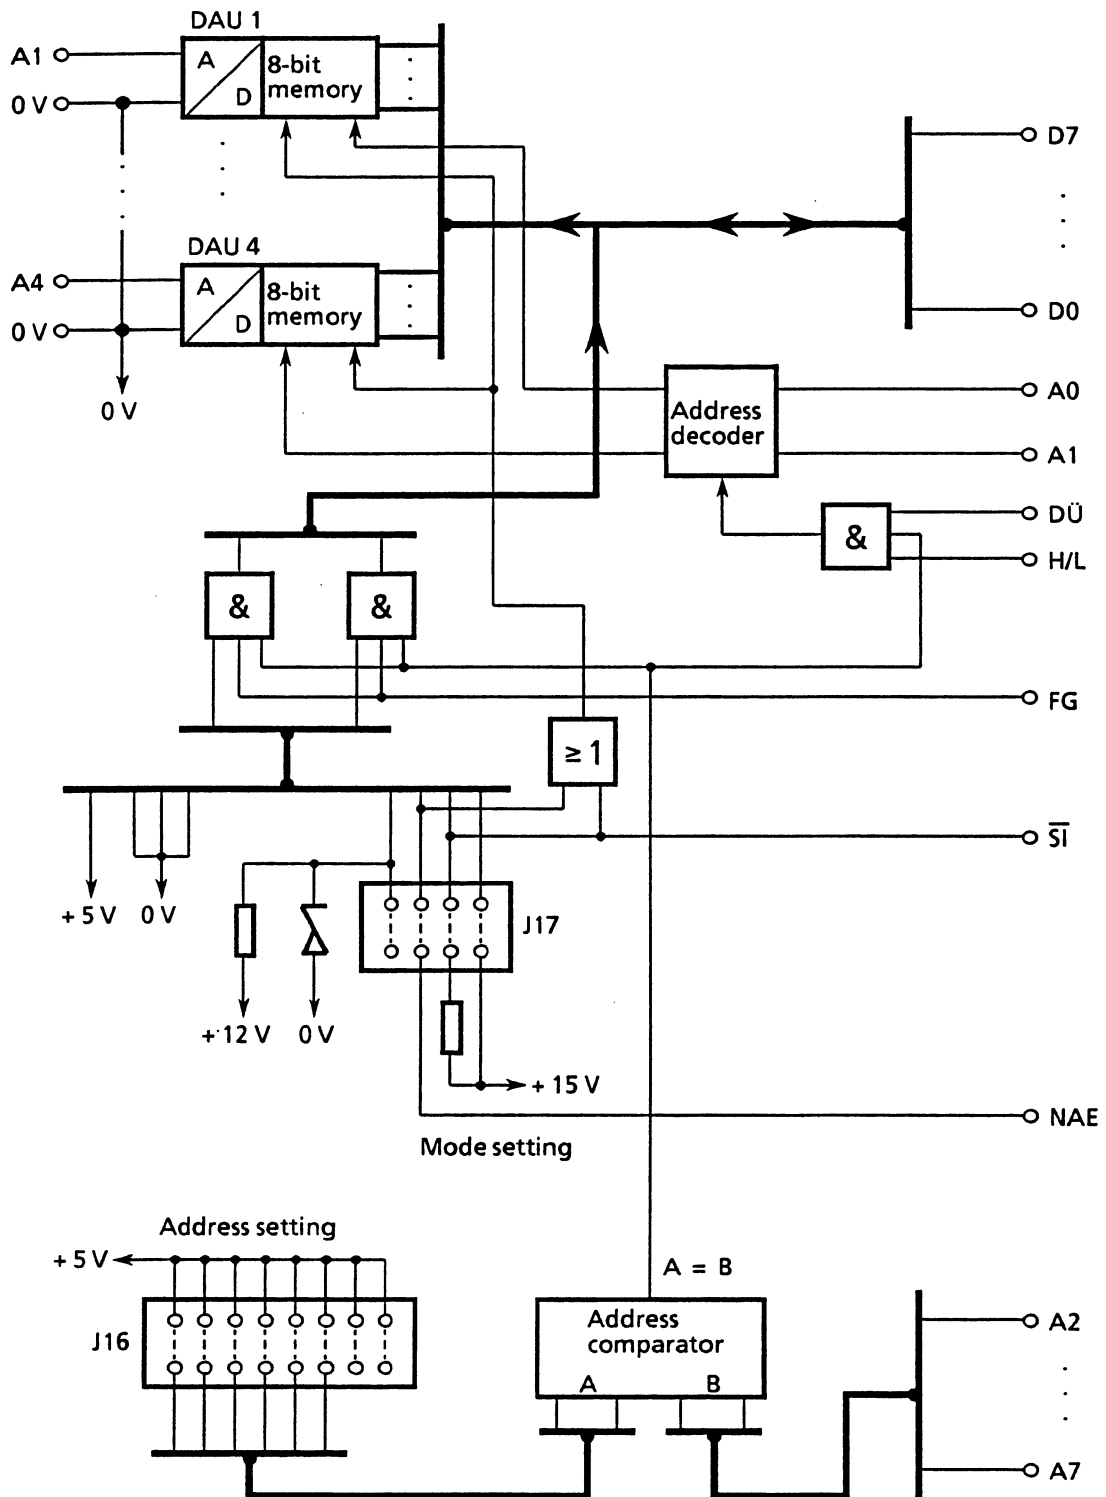 DAU 1
A1
A
D
8-bit
memory
0 V
D7
DAU 4
A4
A
D
8-bit
memory
0 V
D0
0 V
Address
decoder
A0
A1
&
DÜ
H/L
&
&
FG
≥ 1
S̅I̅
+ 5 V
0 V
J17
+ 12 V
0 V
+ 15 V
NAE
Mode setting
Address setting
+ 5 V
A = B
J16
Address
comparator
A
B
A2
A7